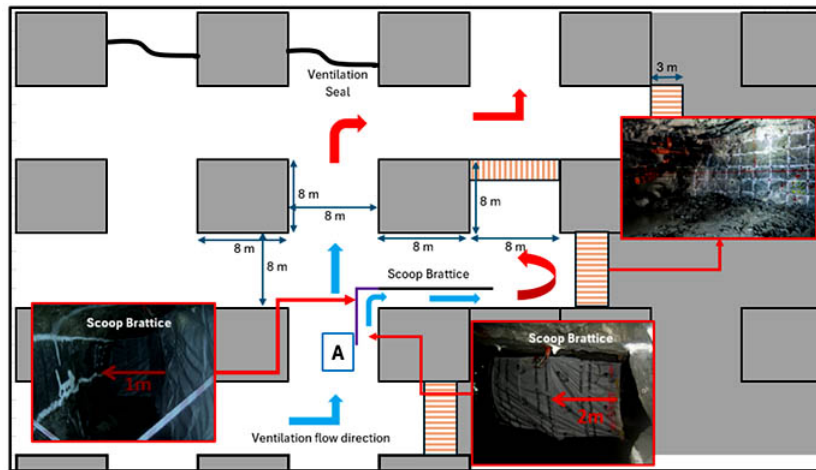 Ventilation
Seal
3 m
8 m
8 m
8 m
8 m
8 m
8 m
8 m
Scoop Brattice
Scoop Brattice
1m
A
Scoop Brattice
2m
Ventilation flow direction